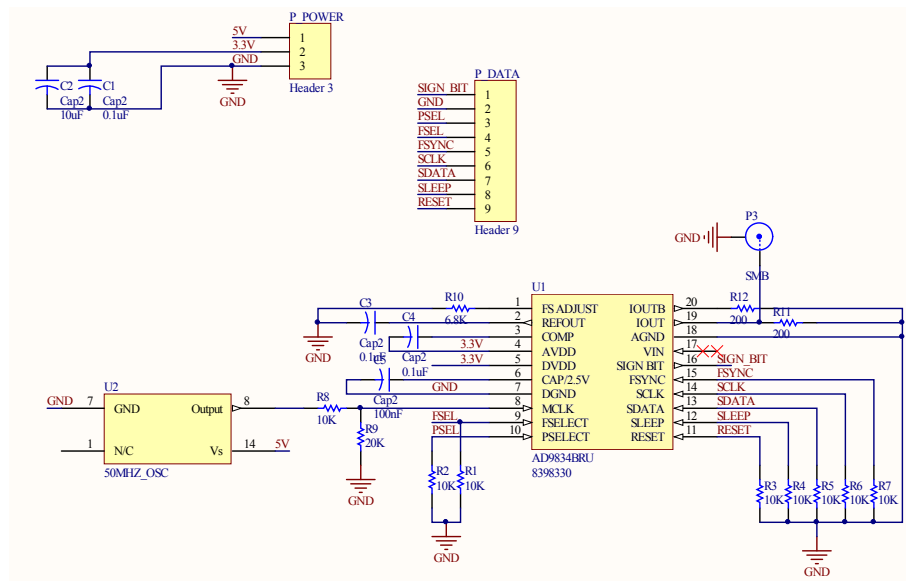 P_POWER
5V
1
3.3V
2
GND
3
Header 3
GND
C2
Cap2
10uF
C1
Cap2
0.1uF
P_DATA
SIGN_BIT
1
GND
2
PSEL
3
FSEL
4
FSYNC
5
SCLK
6
SDATA
7
SLEEP
8
RESET
9
Header 9
P3
GND
SMB
U1
1
FS ADJUST
2
REFOUT
3
COMP
4
AVDD
5
DVDD
6
CAP/2.5V
7
DGND
8
MCLK
9
FSELECT
10
PSELECT
IOUTB
20
IOUT
19
AGND
18
VIN
17
SIGN BIT
16
FSYNC
15
SCLK
14
SDATA
13
SLEEP
12
RESET
11
AD9834BRU
8398330
R10
6.8K
C3
Cap2
0.1uF
C4
Cap2
0.1uF
C5
Cap2
100nF
GND
3.3V
3.3V
GND
FSEL
PSEL
R12
200
R11
200
SIGN_BIT
FSYNC
SCLK
SDATA
SLEEP
RESET
U2
GND
7
GND
Output
8
1
N/C
Vs
14
5V
50MHZ_OSC
R8
10K
R9
20K
GND
R2
10K
R1
10K
GND
R3
10K
R4
10K
R5
10K
R6
10K
R7
10K
GND